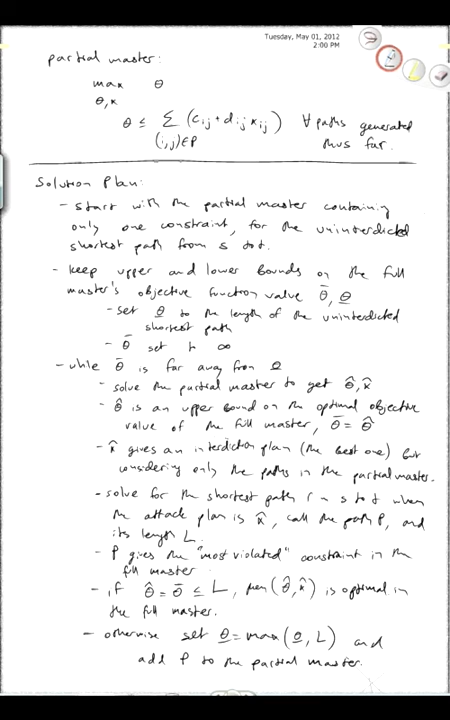 Tuesday, May 01, 2012
2:00 PM
partial master:
max θ
θ,x
θ ≤ Σ (c_ij + d_ij x_ij) ∀ paths generated
(i,j)∈P thus far.
Solution Plan:
- start with the partial master containing
only one constraint, for the uninterdicted
shortest path from s to t.
- keep upper and lower bounds on the full
master's objective function value θ̅, θ̲
- set θ̲ to the length of the uninterdicted
shortest path
- θ̅ set to ∞
- while θ̅ is far away from θ̲
- solve the partial master to get θ̂, x̂
- θ̂ is an upper bound on the optimal objective
value of the full master, θ̅ = θ̂
- x̂ gives an interdiction plan (the best one) but
considering only the paths in the partial master.
- solve for the shortest path from s to t when
the attack plan is x̂, call the path P, and
its length L.
- P gives the "most violated" constraint in the
full master
- if θ̂ = θ̅ ≤ L, then (θ̂, x̂) is optimal in
the full master.
- otherwise set θ̲ = max(θ̲, L) and
add P to the partial master.